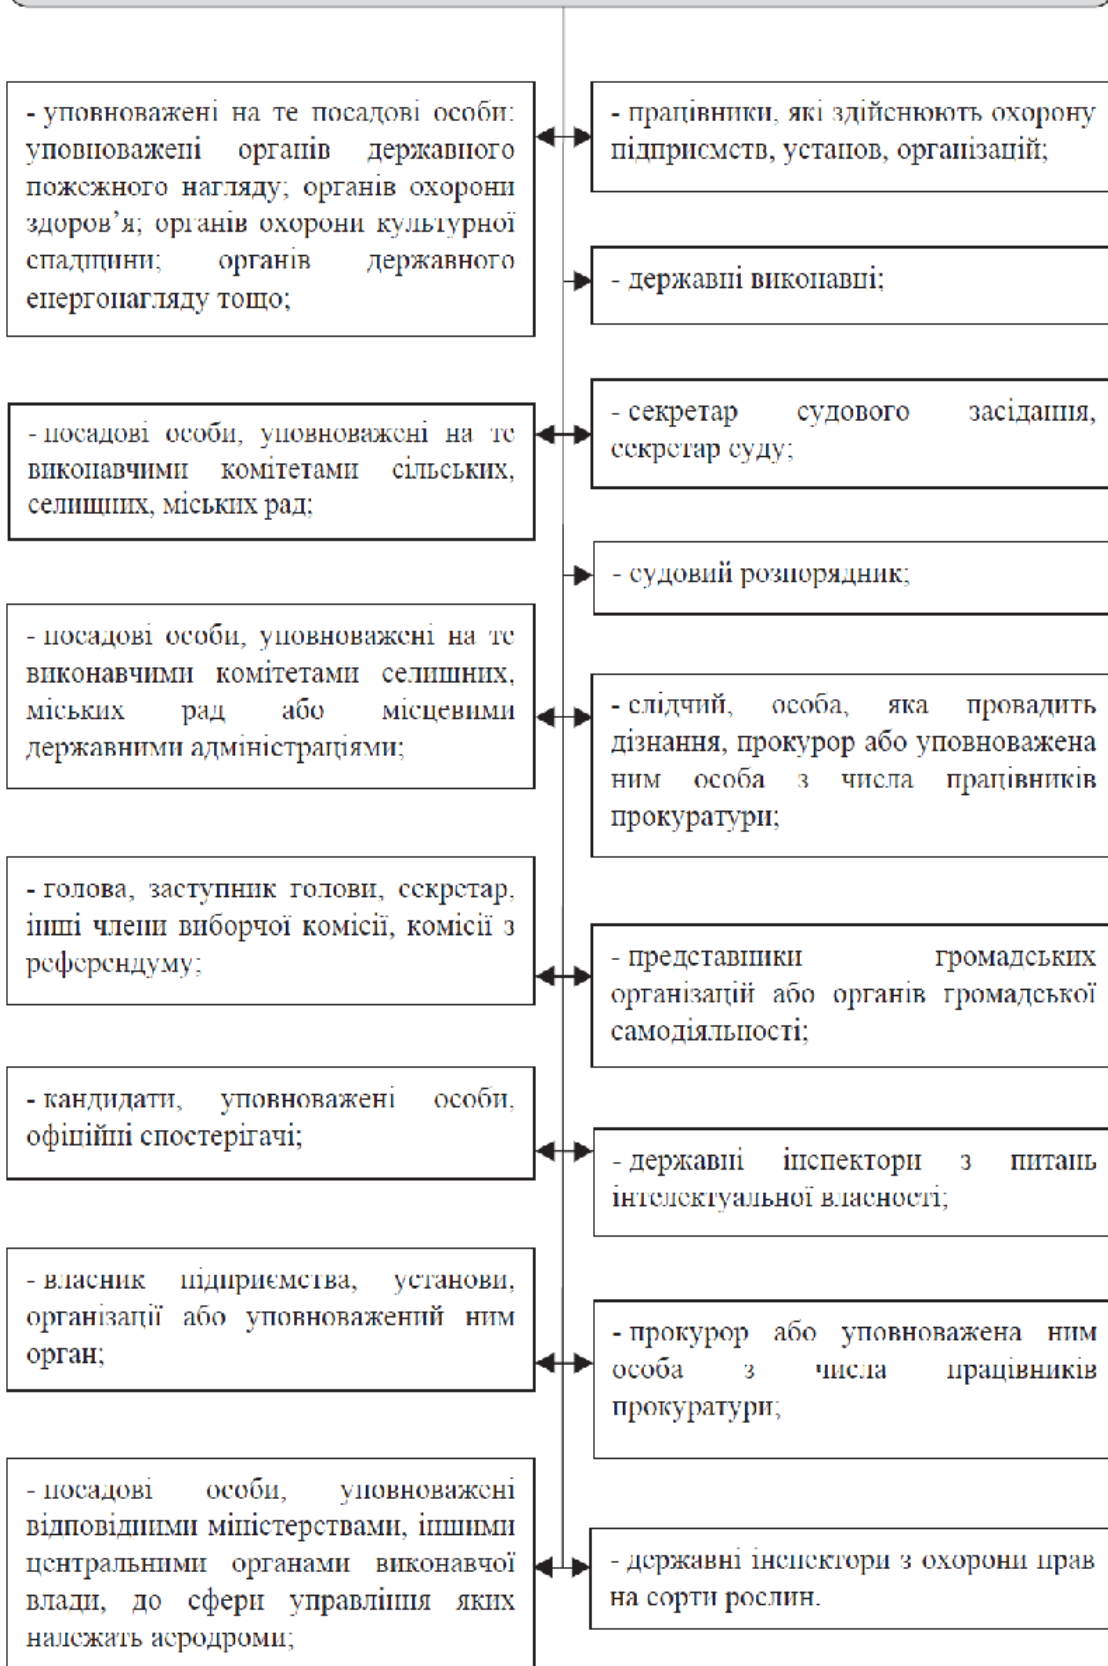 - уповноважені на те посадові особи:
уповноважені органів державного
пожежного нагляду; органів охорони
здоров’я; органів охорони культурної
спадщини; органів державного
енергонагляду тощо;
- працівники, які здійснюють охорону
підприємств, установ, організацій;
- державні виконавці;
- посадові особи, уповноважені на те
виконавчими комітетами сільських,
селищних, міських рад;
- секретар судового засідання,
секретар суду;
- судовий розпорядник;
- посадові особи, уповноважені на те
виконавчими комітетами селищних,
міських рад або місцевими
державними адміністраціями;
- слідчий, особа, яка провадить
дізнання, прокурор або уповноважена
ним особа з числа працівників
прокуратури;
- голова, заступник голови, секретар,
інші члени виборчої комісії, комісії з
референдуму;
- представники громадських
організацій або органів громадської
самодіяльності;
- кандидати, уповноважені особи,
офіційні спостерігачі;
- державні інспектори з питань
інтелектуальної власності;
- власник підприємства, установи,
організації або уповноважений ним
орган;
- прокурор або уповноважена ним
особа з числа працівників
прокуратури;
- посадові особи, уповноважені
відповідними міністерствами, іншими
центральними органами виконавчої
влади, до сфери управління яких
належать аеродроми;
- державні інспектори з охорони прав
на сорти рослин.